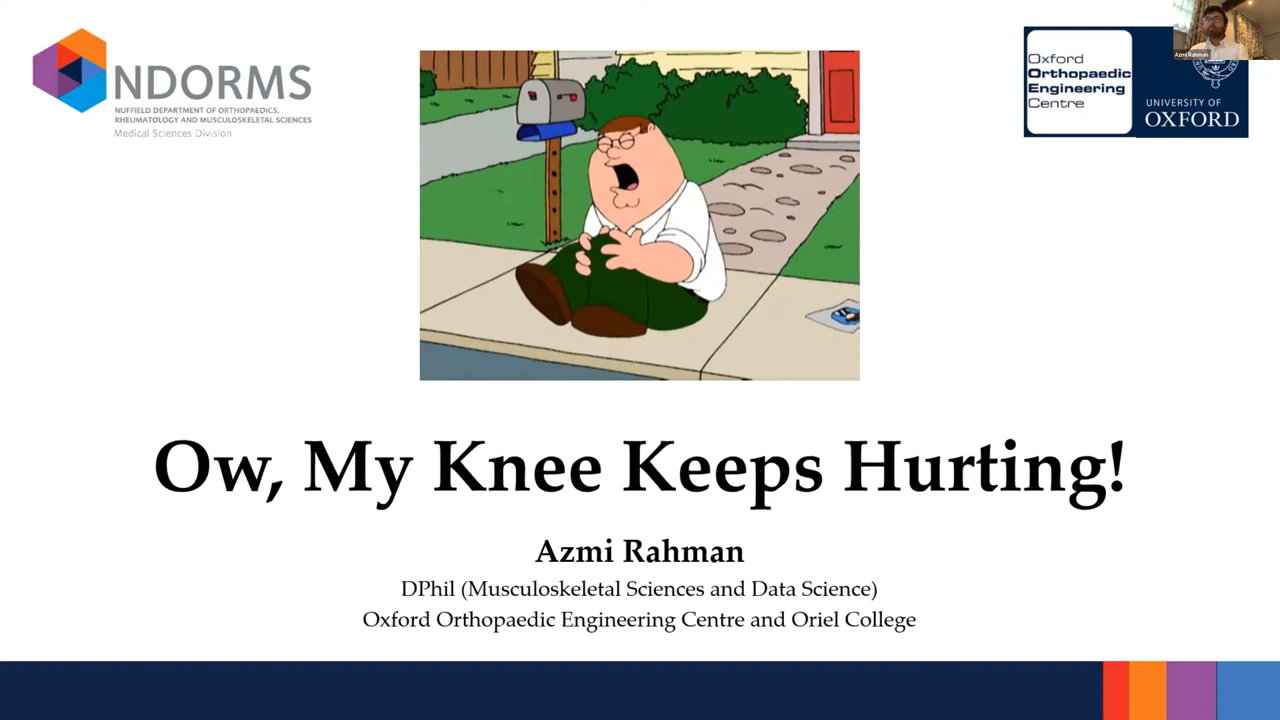 NDORMS
NUFFIELD DEPARTMENT OF ORTHOPAEDICS,
RHEUMATOLOGY AND MUSCULOSKELETAL SCIENCES
Medical Sciences Division
Oxford
Orthopaedic
Engineering
Centre
UNIVERSITY OF
OXFORD
Azmi Rahman
Ow, My Knee Keeps Hurting!
Azmi Rahman
DPhil (Musculoskeletal Sciences and Data Science)
Oxford Orthopaedic Engineering Centre and Oriel College